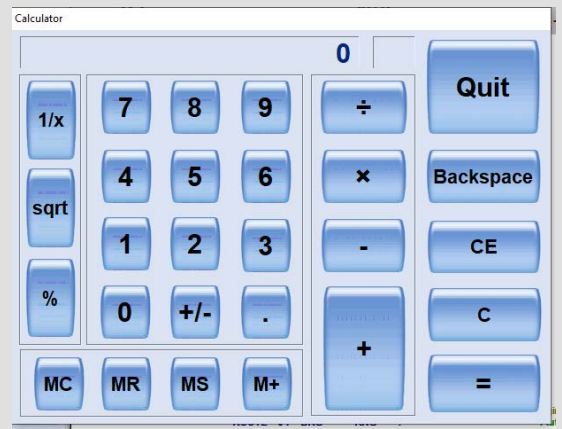 Calculator
0
Quit
1/x 7 8 9 ÷
4 5 6 × Backspace
sqrt
1 2 3 - CE
% 0 +/- . C
+
MC MR MS M+ =